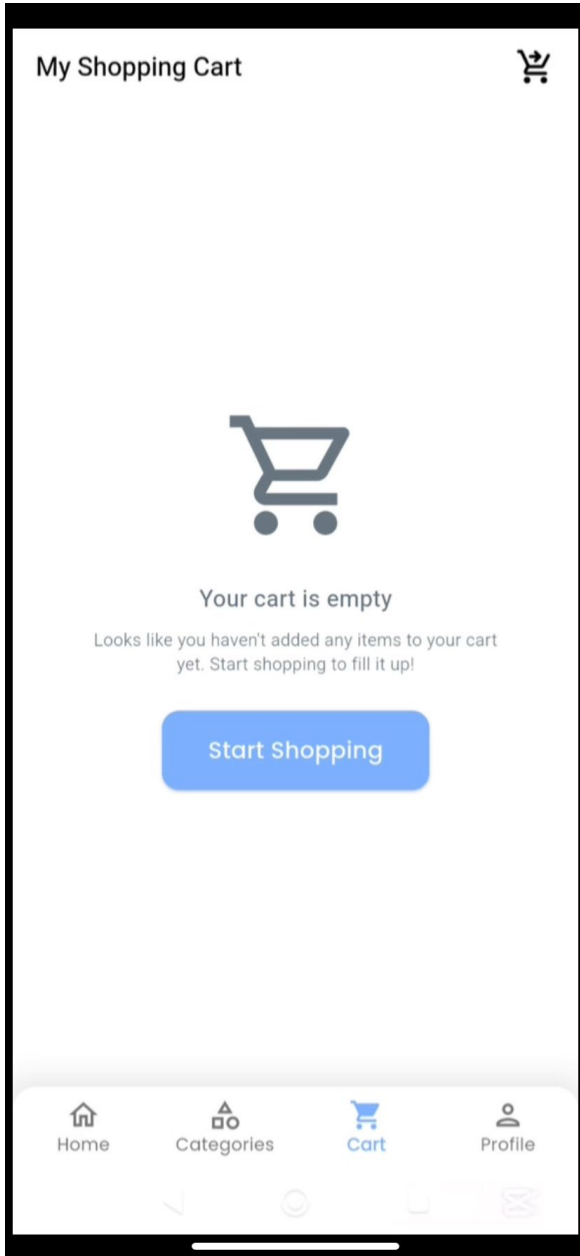 My Shopping Cart
Your cart is empty
Looks like you haven't added any items to your cart
yet. Start shopping to fill it up!
Start Shopping
Home
Categories
Cart
Profile